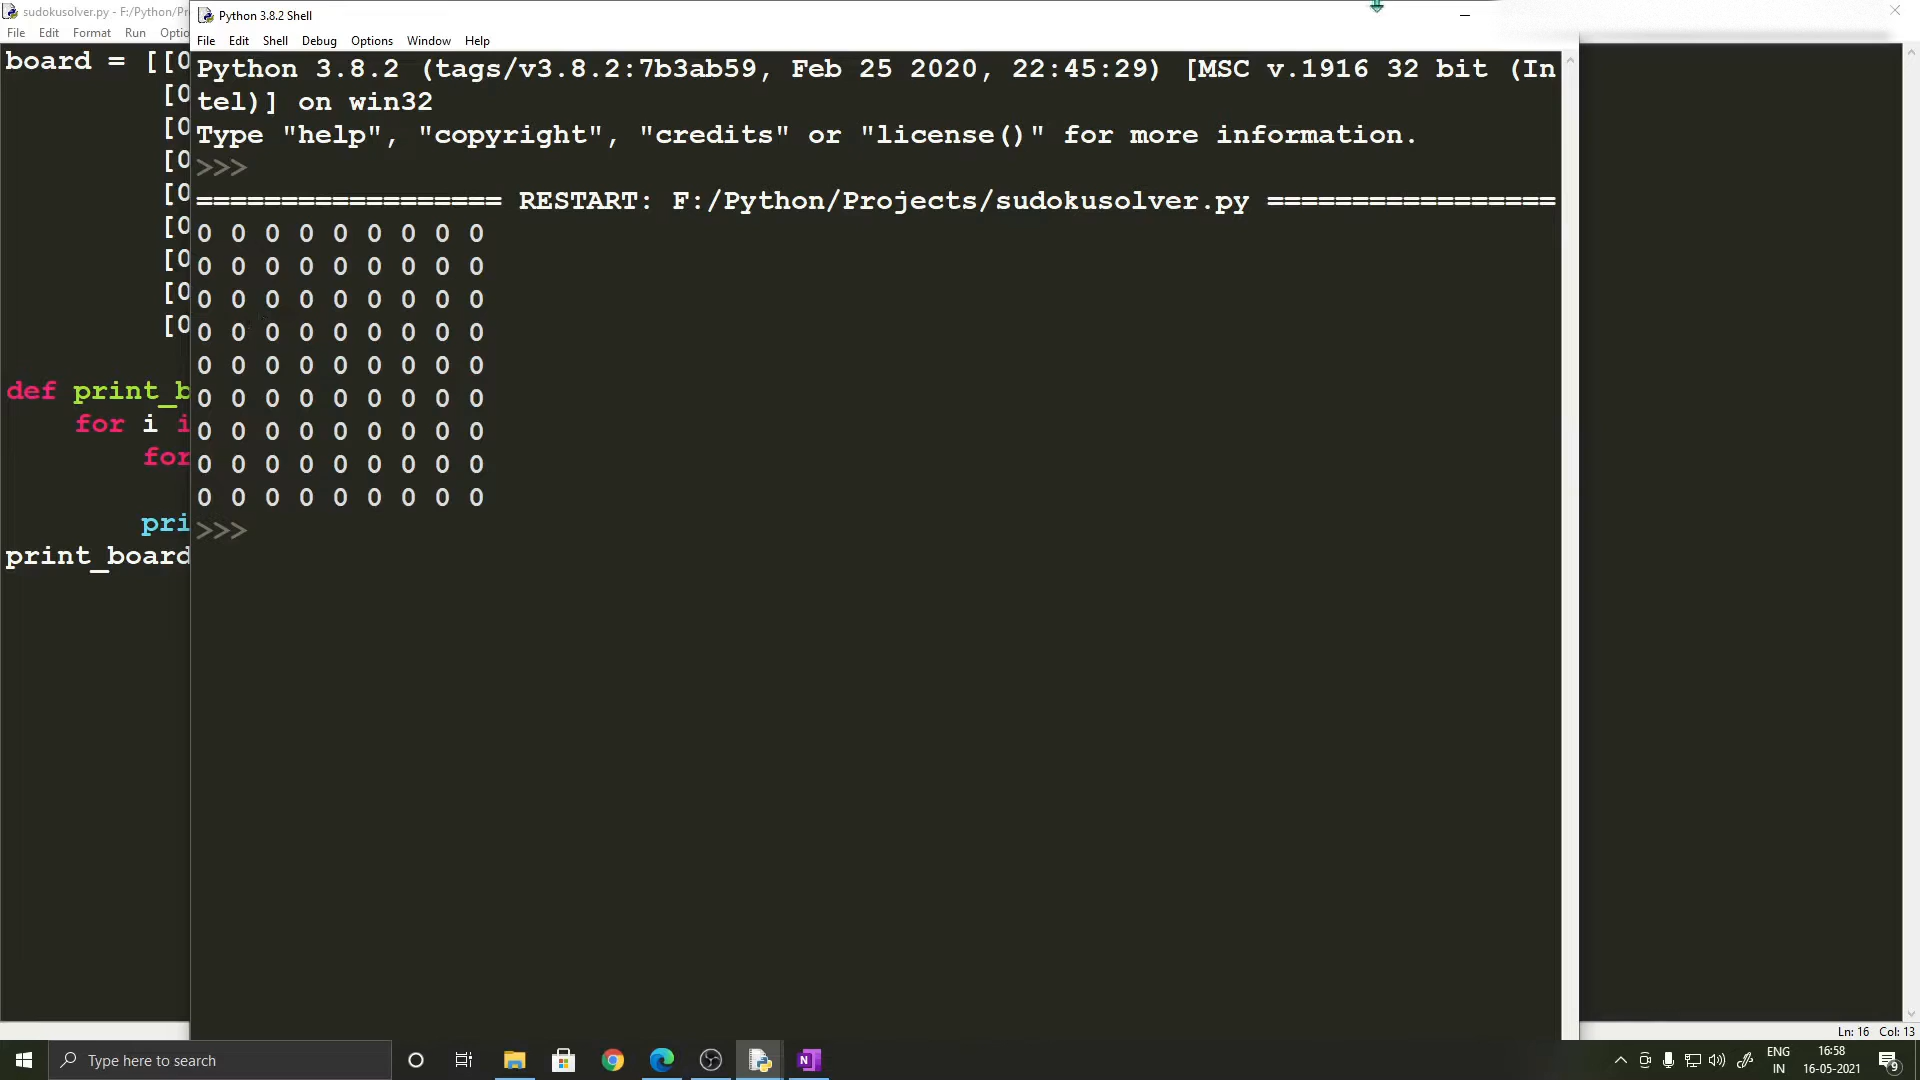 sudokusolver.py - F:/Python/Pr
File Edit Format Run Optio
board = [[0
[0
[0
[0
[0
[0
[0
[0
[0
def print_b
for i i
for
pri
print_board
Python 3.8.2 Shell
File Edit Shell Debug Options Window Help
Python 3.8.2 (tags/v3.8.2:7b3ab59, Feb 25 2020, 22:45:29) [MSC v.1916 32 bit (In
tel)] on win32
Type "help", "copyright", "credits" or "license()" for more information.
>>>
================== RESTART: F:/Python/Projects/sudokusolver.py =================
0 0 0 0 0 0 0 0 0
0 0 0 0 0 0 0 0 0
0 0 0 0 0 0 0 0 0
0 0 0 0 0 0 0 0 0
0 0 0 0 0 0 0 0 0
0 0 0 0 0 0 0 0 0
0 0 0 0 0 0 0 0 0
0 0 0 0 0 0 0 0 0
0 0 0 0 0 0 0 0 0
>>>
Ln: 16 Col: 13
Type here to search
N
ENG
IN
16:58
16-05-2021
9